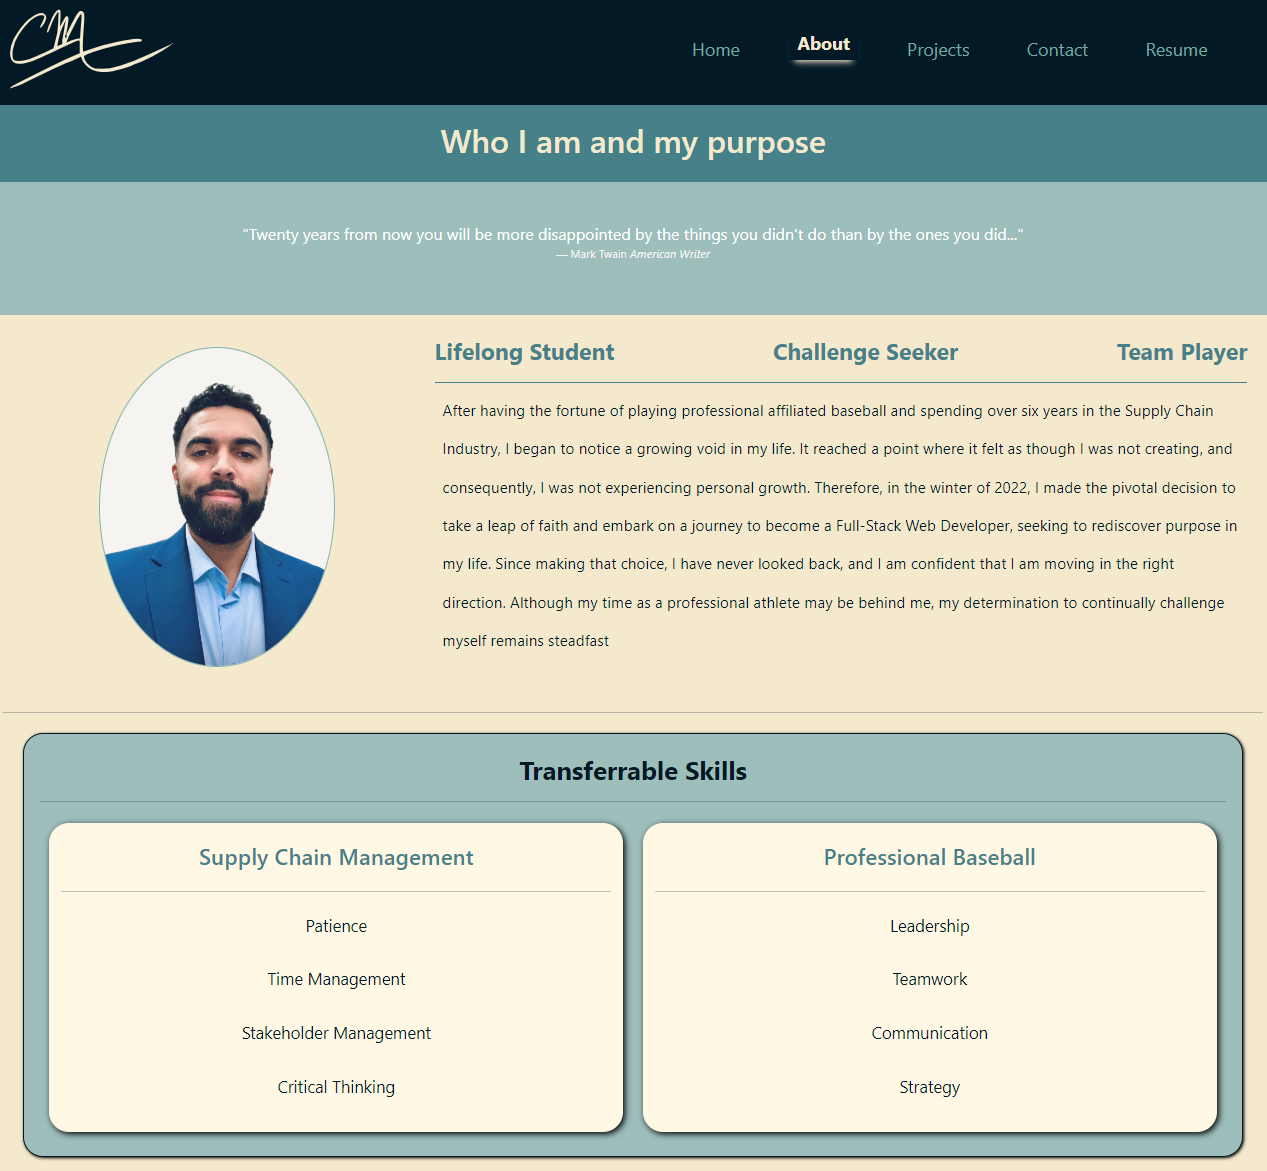 CM
Home About Projects Contact Resume
Who I am and my purpose
"Twenty years from now you will be more disappointed by the things you didn't do than by the ones you did..."
— Mark Twain American Writer
Lifelong Student Challenge Seeker Team Player
After having the fortune of playing professional affiliated baseball and spending over six years in the Supply Chain
Industry, I began to notice a growing void in my life. It reached a point where it felt as though I was not creating, and
consequently, I was not experiencing personal growth. Therefore, in the winter of 2022, I made the pivotal decision to
take a leap of faith and embark on a journey to become a Full-Stack Web Developer, seeking to rediscover purpose in
my life. Since making that choice, I have never looked back, and I am confident that I am moving in the right
direction. Although my time as a professional athlete may be behind me, my determination to continually challenge
myself remains steadfast
Transferrable Skills
Supply Chain Management
Patience
Time Management
Stakeholder Management
Critical Thinking
Professional Baseball
Leadership
Teamwork
Communication
Strategy